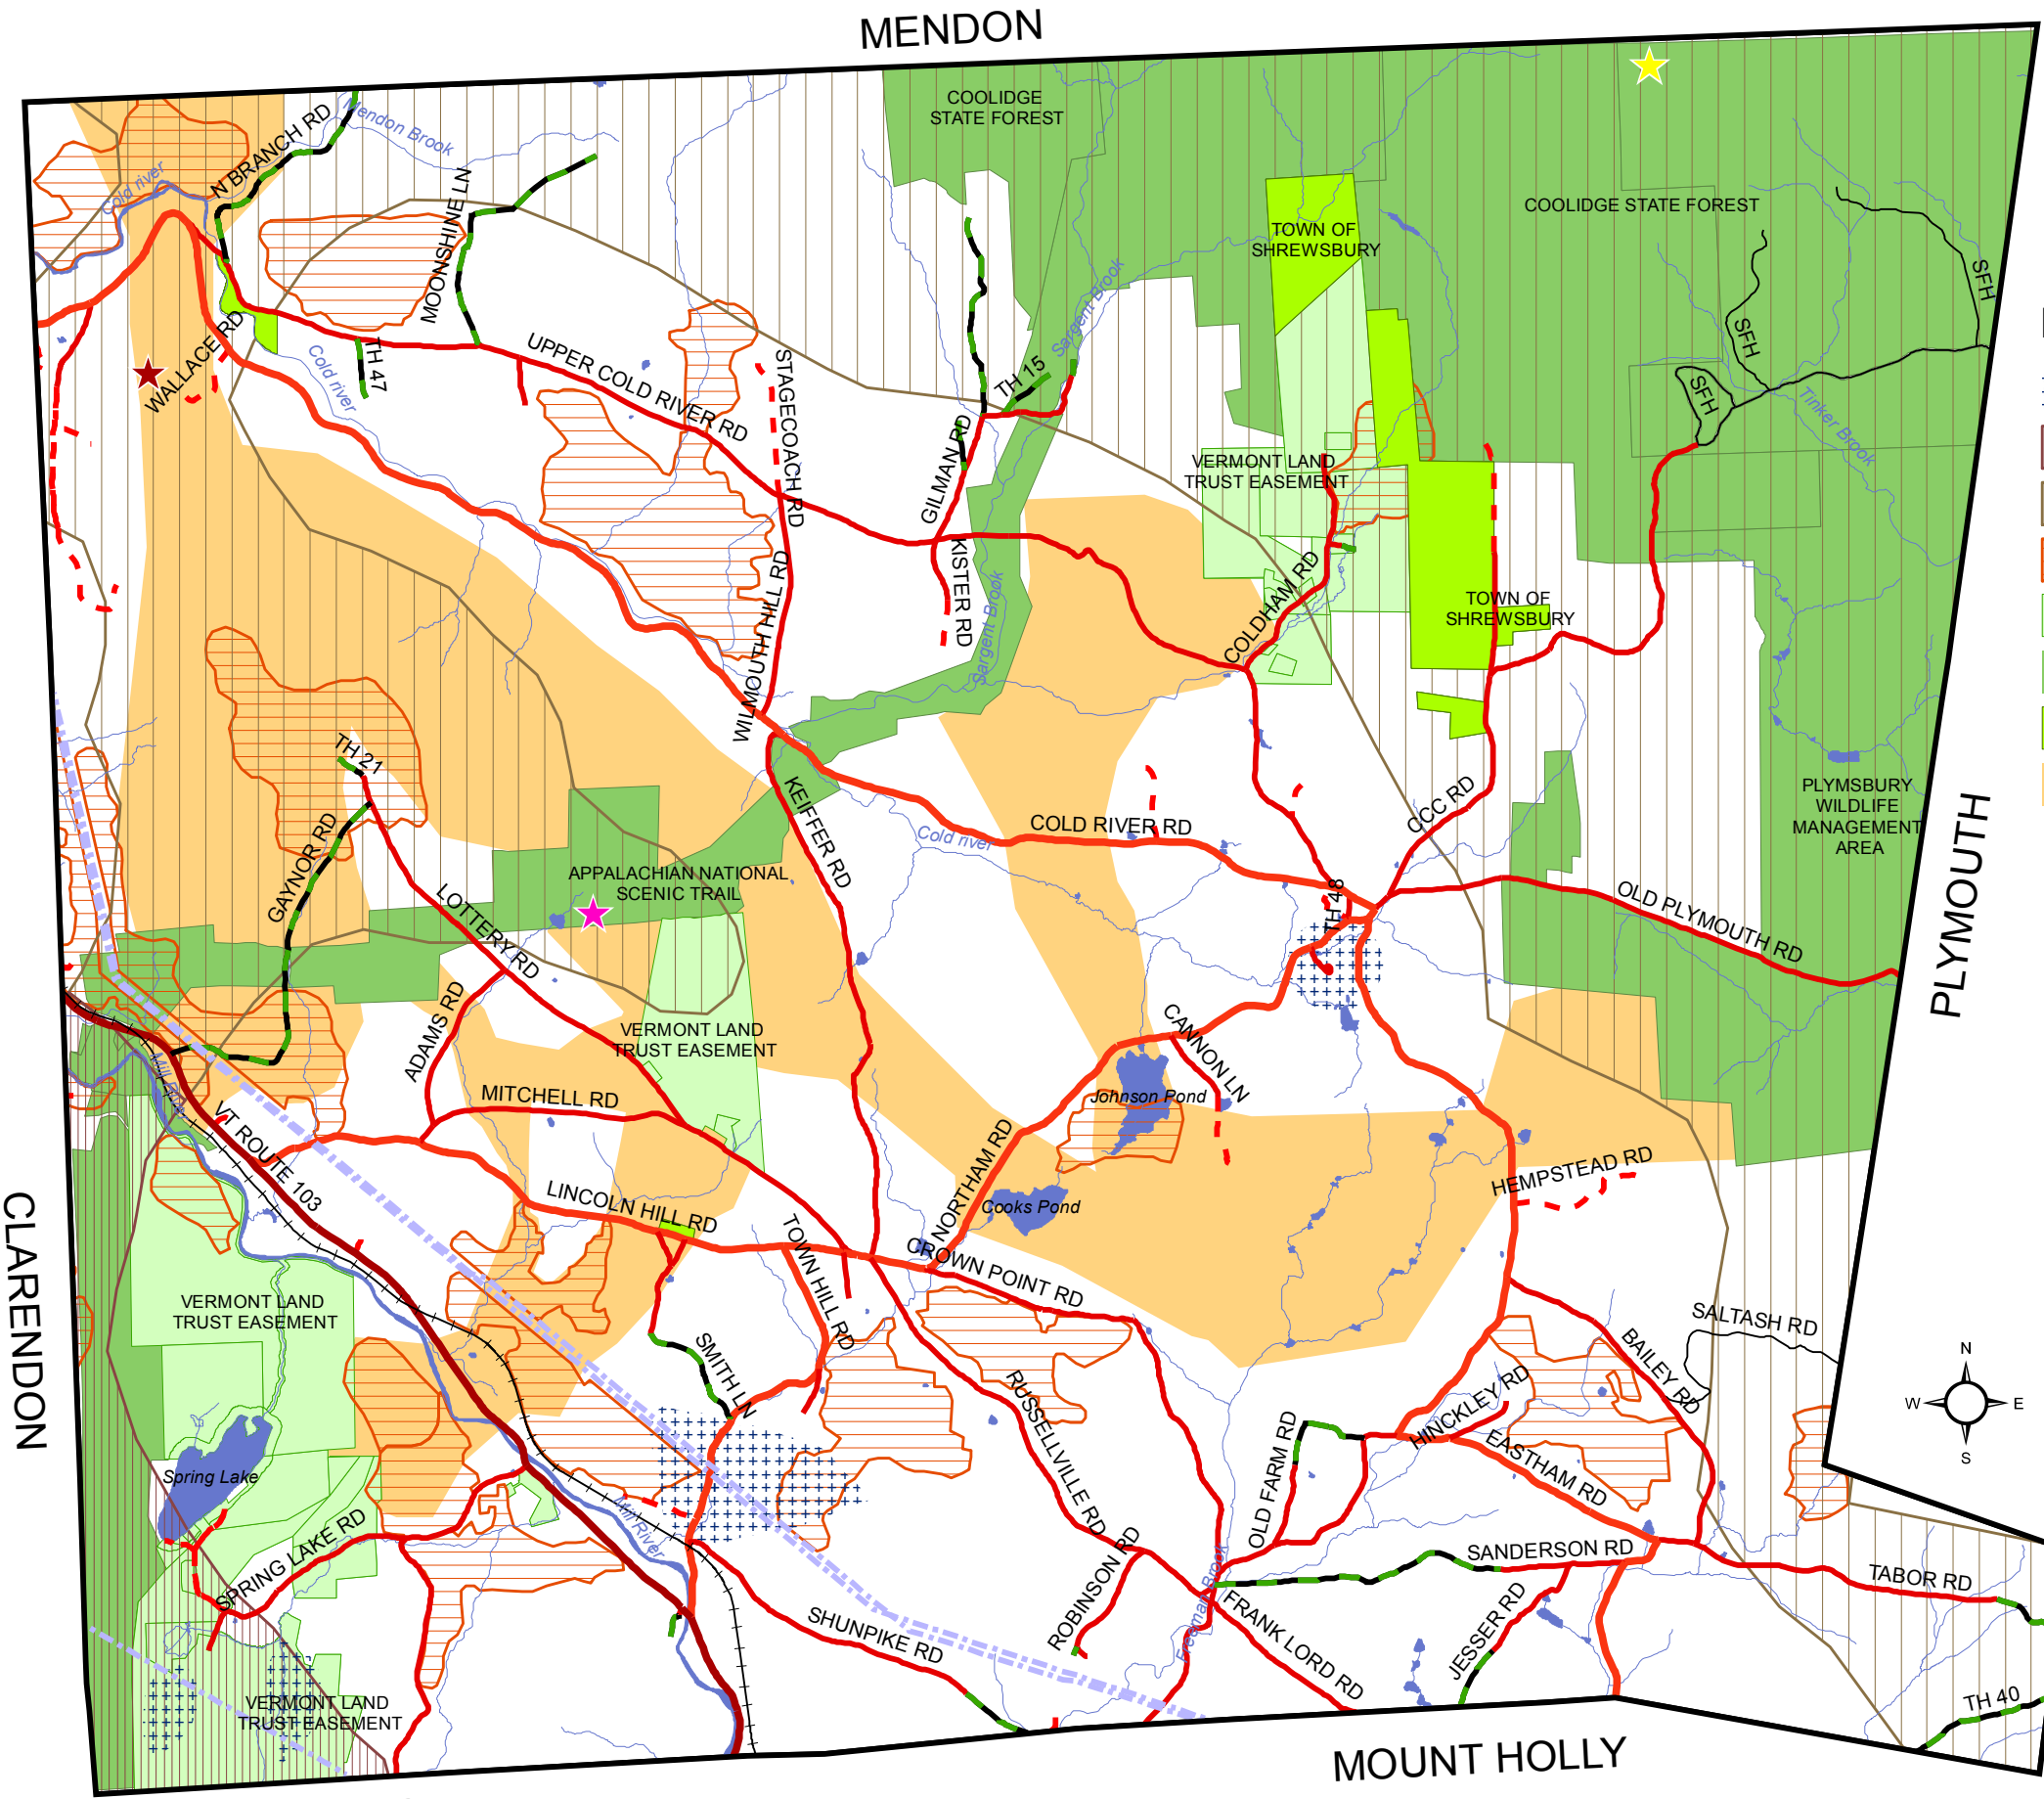 MENDON
COOLIDGE
STATE FOREST
Mendon Brook
N BRANCH RD
Cold river
MOONSHINE LN
COOLIDGE STATE FOREST
TOWN OF
SHREWSBURY
Sargent Brook
SFH
SFH
SFH
WALLACE RD
TH 47
Cold river
UPPER COLD RIVER RD
STAGECOACH RD
TH 15
GILMAN RD
Tinker Brook
VERMONT LAND
TRUST EASEMENT
KISTER RD
Sargent Brook
COLDHAM RD
TOWN OF
SHREWSBURY
WILMOUTH HILL RD
TH 21
GAYNOR RD
KEIFFER RD
COLD RIVER RD
Cold river
CCC RD
PLYMSBURY
WILDLIFE
MANAGEMENT
AREA
PLYMOUTH
APPALACHIAN NATIONAL
SCENIC TRAIL
LOTTERY RD
TH 48
OLD PLYMOUTH RD
ADAMS RD
VERMONT LAND
TRUST EASEMENT
CANNON LN
Mill River
MITCHELL RD
Johnson Pond
VT ROUTE 103
NORTHAM RD
HEMPSTEAD RD
CLARENDON
LINCOLN HILL RD
Cooks Pond
TOWN HILL RD
CROWN POINT RD
VERMONT LAND
TRUST EASEMENT
SALTASH RD
SMITH LN
BAILEY RD
RUSSELLVILLE RD
HINCKLEY RD
N
W
E
S
OLD FARM RD
EASTHAM RD
Spring Lake
Mill River
SPRING LAKE RD
ROBINSON RD
SANDERSON RD
TABOR RD
Freeman Brook
SHUNPIKE RD
FRANK LORD RD
JESSER RD
VERMONT LAND
TRUST EASEMENT
TH 40
MOUNT HOLLY